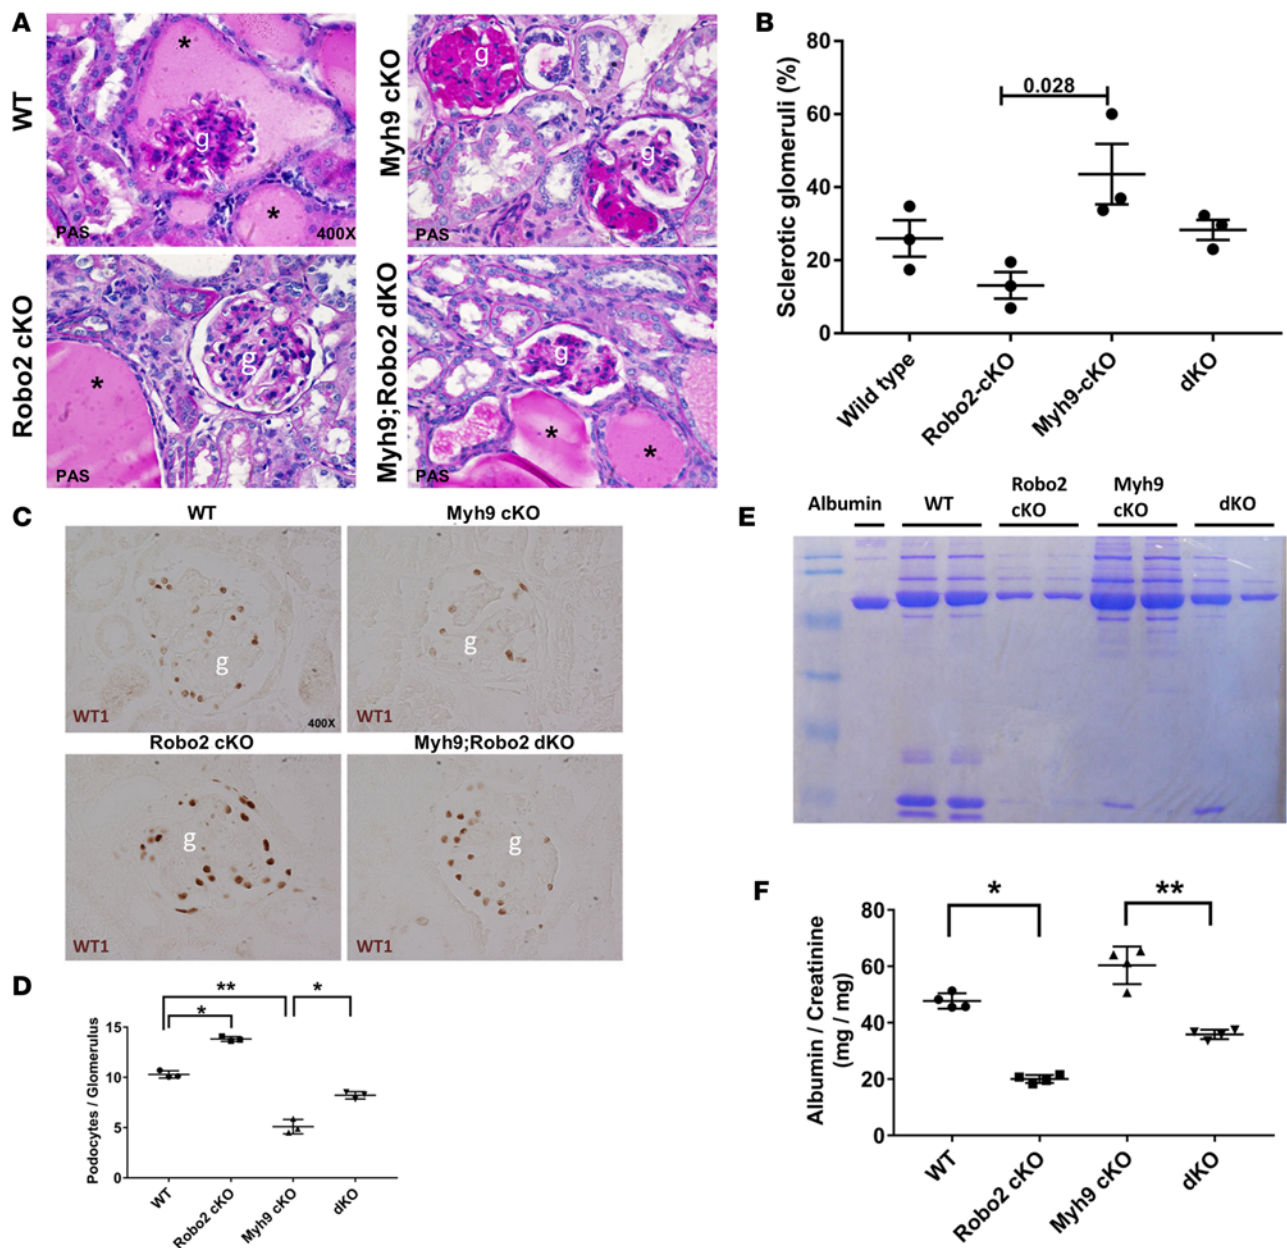 A
WT
g
*
*
PAS
400X
Myh9 cKO
g
g
PAS
Robo2 cKO
*
g
PAS
Myh9;Robo2 dKO
g
*
*
PAS
B
Sclerotic glomeruli (%)
80
60
40
20
0
0.028
Wild type
Robo2-cKO
Myh9-cKO
dKO
C
WT
g
WT1
400X
Myh9 cKO
g
WT1
Robo2 cKO
g
WT1
Myh9;Robo2 dKO
g
WT1
D
Podocytes / Glomerulus
15
10
5
0
**
*
*
WT
Robo2 cKO
Myh9 cKO
dKO
E
Albumin
WT
Robo2
cKO
Myh9
cKO
dKO
F
Albumin / Creatinine
(mg / mg)
80
60
40
20
0
*
**
WT
Robo2 cKO
Myh9 cKO
dKO